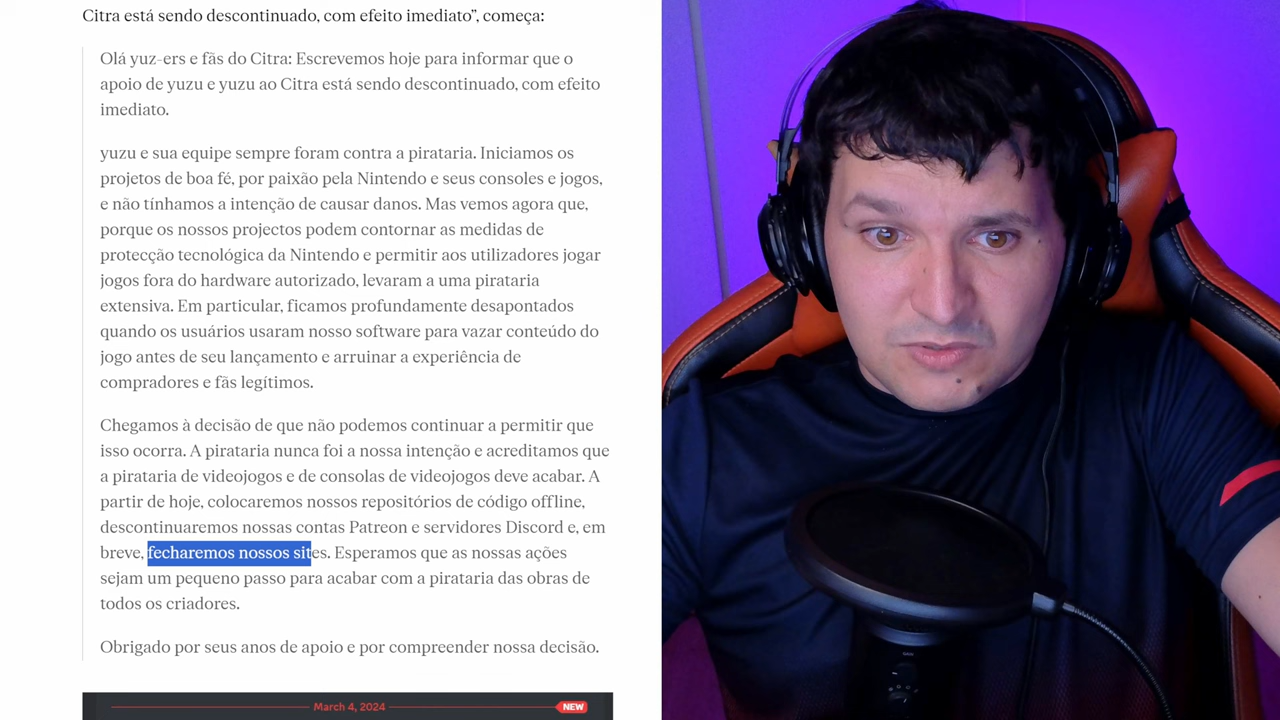 Citra está sendo descontinuado, com efeito imediato”, começa:
Olá yuz-ers e fãs do Citra: Escrevemos hoje para informar que o
apoio de yuzu e yuzu ao Citra está sendo descontinuado, com efeito
imediato.
yuzu e sua equipe sempre foram contra a pirataria. Iniciamos os
projetos de boa fé, por paixão pela Nintendo e seus consoles e jogos,
e não tínhamos a intenção de causar danos. Mas vemos agora que,
porque os nossos projectos podem contornar as medidas de
protecção tecnológica da Nintendo e permitir aos utilizadores jogar
jogos fora do hardware autorizado, levaram a uma pirataria
extensiva. Em particular, ficamos profundamente desapontados
quando os usuários usaram nosso software para vazar conteúdo do
jogo antes de seu lançamento e arruinar a experiência de
compradores e fãs legítimos.
Chegamos à decisão de que não podemos continuar a permitir que
isso ocorra. A pirataria nunca foi a nossa intenção e acreditamos que
a pirataria de videojogos e de consolas de videojogos deve acabar. A
partir de hoje, colocaremos nossos repositórios de código offline,
descontinuaremos nossas contas Patreon e servidores Discord e, em
breve, fecharemos nossos sites. Esperamos que as nossas ações
sejam um pequeno passo para acabar com a pirataria das obras de
todos os criadores.
Obrigado por seus anos de apoio e por compreender nossa decisão.
March 4, 2024 NEW